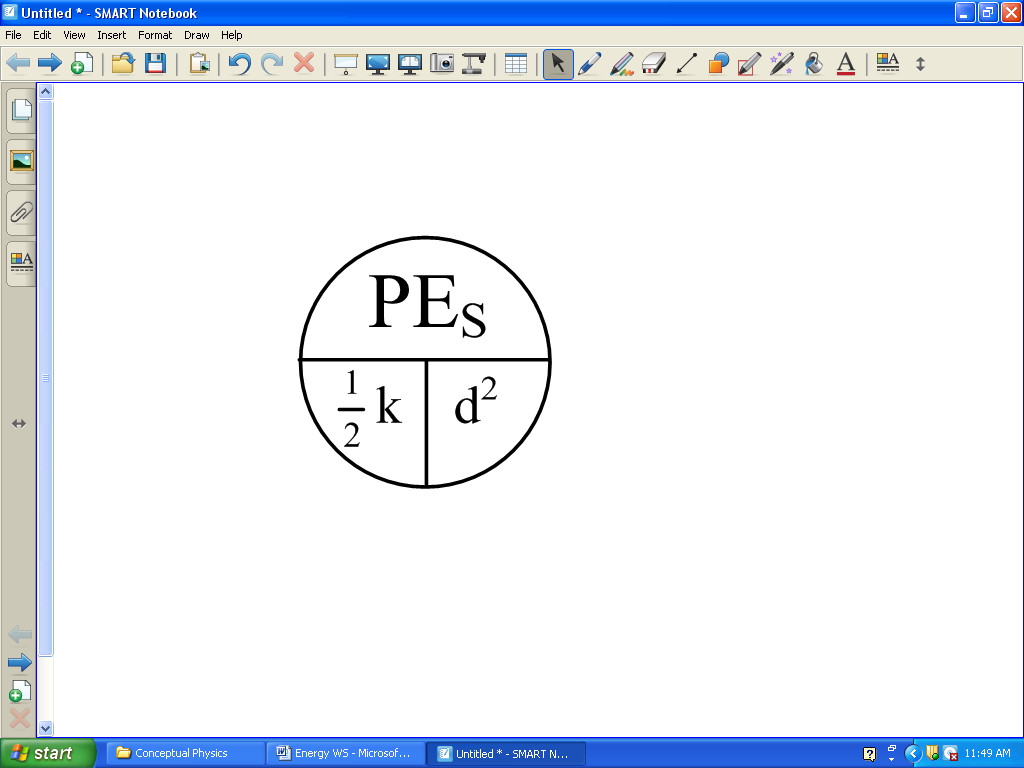 Untitled * - SMART Notebook
File Edit View Insert Format Draw Help
PE_S
1/2 k d²
start Conceptual Physics Energy WS - Microsof... Untitled * - SMART N... 11:49 AM